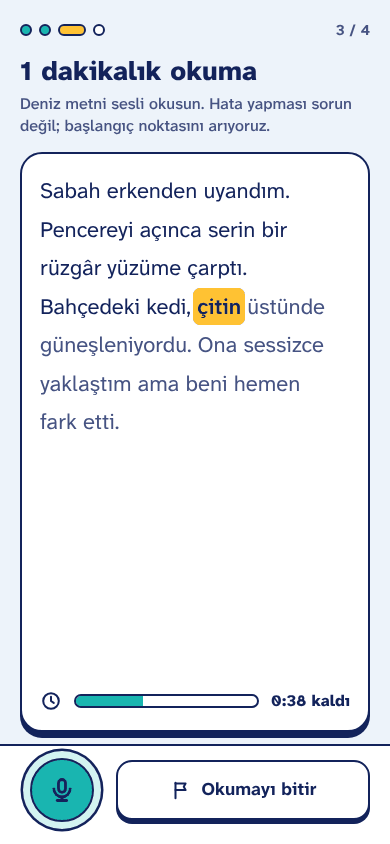 3 / 4
1 dakikalık okuma
Deniz metni sesli okusun. Hata yapması sorun
değil; başlangıç noktasını arıyoruz.
Sabah erkenden uyandım.
Pencereyi açınca serin bir
rüzgâr yüzüme çarptı.
Bahçedeki kedi, çitin üstünde
güneşleniyordu. Ona sessizce
yaklaştım ama beni hemen
fark etti.
0:38 kaldı
Okumayı bitir